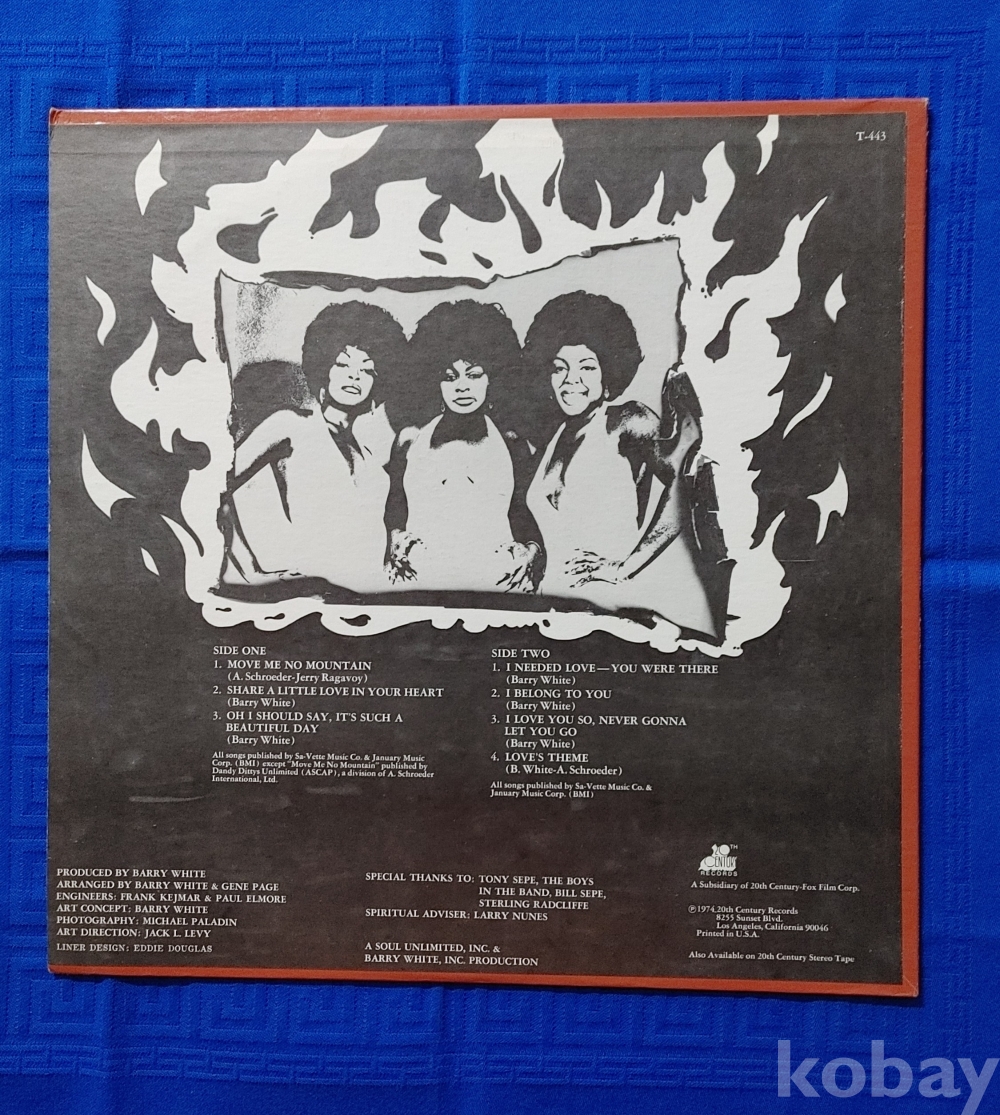 T-443
SIDE ONE
1. MOVE ME NO MOUNTAIN
(A. Schroeder-Jerry Ragavoy)
2. SHARE A LITTLE LOVE IN YOUR HEART
(Barry White)
3. OH I SHOULD SAY, IT'S SUCH A
BEAUTIFUL DAY
(Barry White)
All songs published by Sa-Vette Music Co. & January Music
Corp. (BMI) except "Move Me No Mountain" published by
Dandy Dittys Unlimited (ASCAP), a division of A. Schroeder
International, Ltd.
SIDE TWO
1. I NEEDED LOVE—YOU WERE THERE
(Barry White)
2. I BELONG TO YOU
(Barry White)
3. I LOVE YOU SO, NEVER GONNA
LET YOU GO
(Barry White)
4. LOVE'S THEME
(B. White-A. Schroeder)
All songs published by Sa-Vette Music Co. &
January Music Corp. (BMI)
PRODUCED BY BARRY WHITE
ARRANGED BY BARRY WHITE & GENE PAGE
ENGINEERS: FRANK KEJMAR & PAUL ELMORE
ART CONCEPT: BARRY WHITE
PHOTOGRAPHY: MICHAEL PALADIN
ART DIRECTION: JACK L. LEVY
LINER DESIGN: EDDIE DOUGLAS
SPECIAL THANKS TO: TONY SEPE, THE BOYS
IN THE BAND, BILL SEPE,
STERLING RADCLIFFE
SPIRITUAL ADVISER: LARRY NUNES
A SOUL UNLIMITED, INC. &
BARRY WHITE, INC. PRODUCTION
20TH
CENTURY
RECORDS
A Subsidiary of 20th Century-Fox Film Corp.
Ⓟ1974 20th Century Records
8255 Sunset Blvd.
Los Angeles, California 90046
Printed in U.S.A.
Also Available on 20th Century Stereo Tape
kobay